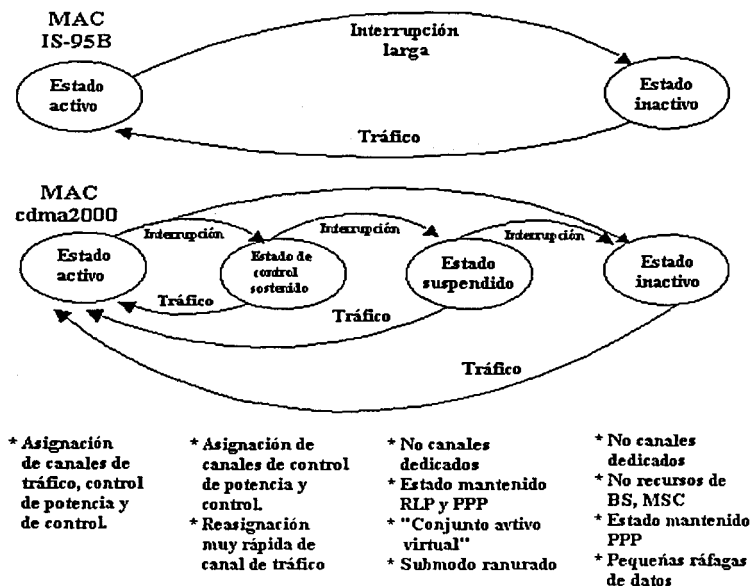 MAC
IS-95B
Interrupción
larga
Estado
activo
Estado
inactivo
Tráfico
MAC
cdma2000
Interrupción
Interrupción
Interrupción
Estado
activo
Estado de
control
sostenido
Estado
suspendido
Estado
inactivo
Tráfico
Tráfico
Tráfico
* Asignación
de canales de
tráfico, control
de potencia y
de control.
* Asignación de
canales de control
de potencia y
control.
* Reasignación
muy rápida de
canal de tráfico
* No canales
dedicados
* Estado mantenido
RLP y PPP
* "Conjunto avtivo
virtual"
* Submodo ranurado
* No canales
dedicados
* No recursos de
BS, MSC
* Estado mantenido
PPP
* Pequeñas ráfagas
de datos